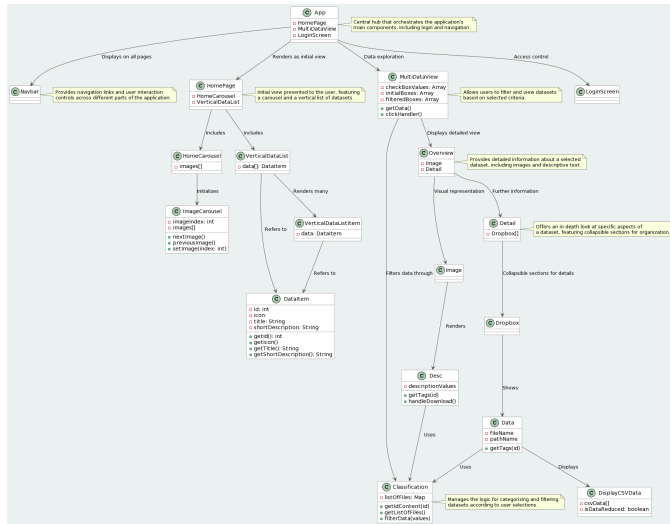 App
HomePage
MultiDataView
LoginScreen
Central hub that orchestrates the application's
main components, including login and navigation.
Displays on all pages
Renders as initial view
Data exploration
Access control
Navbar
Provides navigation links and user interaction
controls across different parts of the application.
HomePage
HomeCarousel
VerticalDataList
Initial view presented to the user, featuring
a carousel and a vertical list of datasets.
MultiDataView
checkBoxValues: Array
initialBoxes: Array
filteredBoxes: Array
getData()
clickHandler()
Allows users to filter and view datasets
based on selected criteria.
LoginScreen
Includes
Includes
Displays detailed view
HomeCarousel
images[]
VerticalDataList
data[]: DataItem
Overview
Image
Detail
Provides detailed information about a selected
dataset, including images and descriptive text.
Initializes
Renders many
Visual representation
Further information
ImageCarousel
imageIndex: int
images[]
nextImage()
previousImage()
setImage(index: int)
Refers to
VerticalDataListItem
data: DataItem
Detail
Dropbox[]
Offers an in-depth look at specific aspects of
a dataset, featuring collapsible sections for organization.
Refers to
Filters data through
Image
Collapsible sections for details
DataItem
id: int
icon
title: String
shortDescription: String
getId(): int
getIcon()
getTitle(): String
getShortDescription(): String
Renders
Dropbox
Desc
descriptionValues
getTags(id)
handleDownload()
Shows
Data
fileName
pathName
getTags(id)
Uses
Uses
Displays
Classification
listOfFiles: Map
getIdContent(id)
getListOfFiles()
filterData(values)
Manages the logic for categorizing and filtering
datasets according to user selections.
DisplayCSVData
csvData[]
isDataReduced: boolean